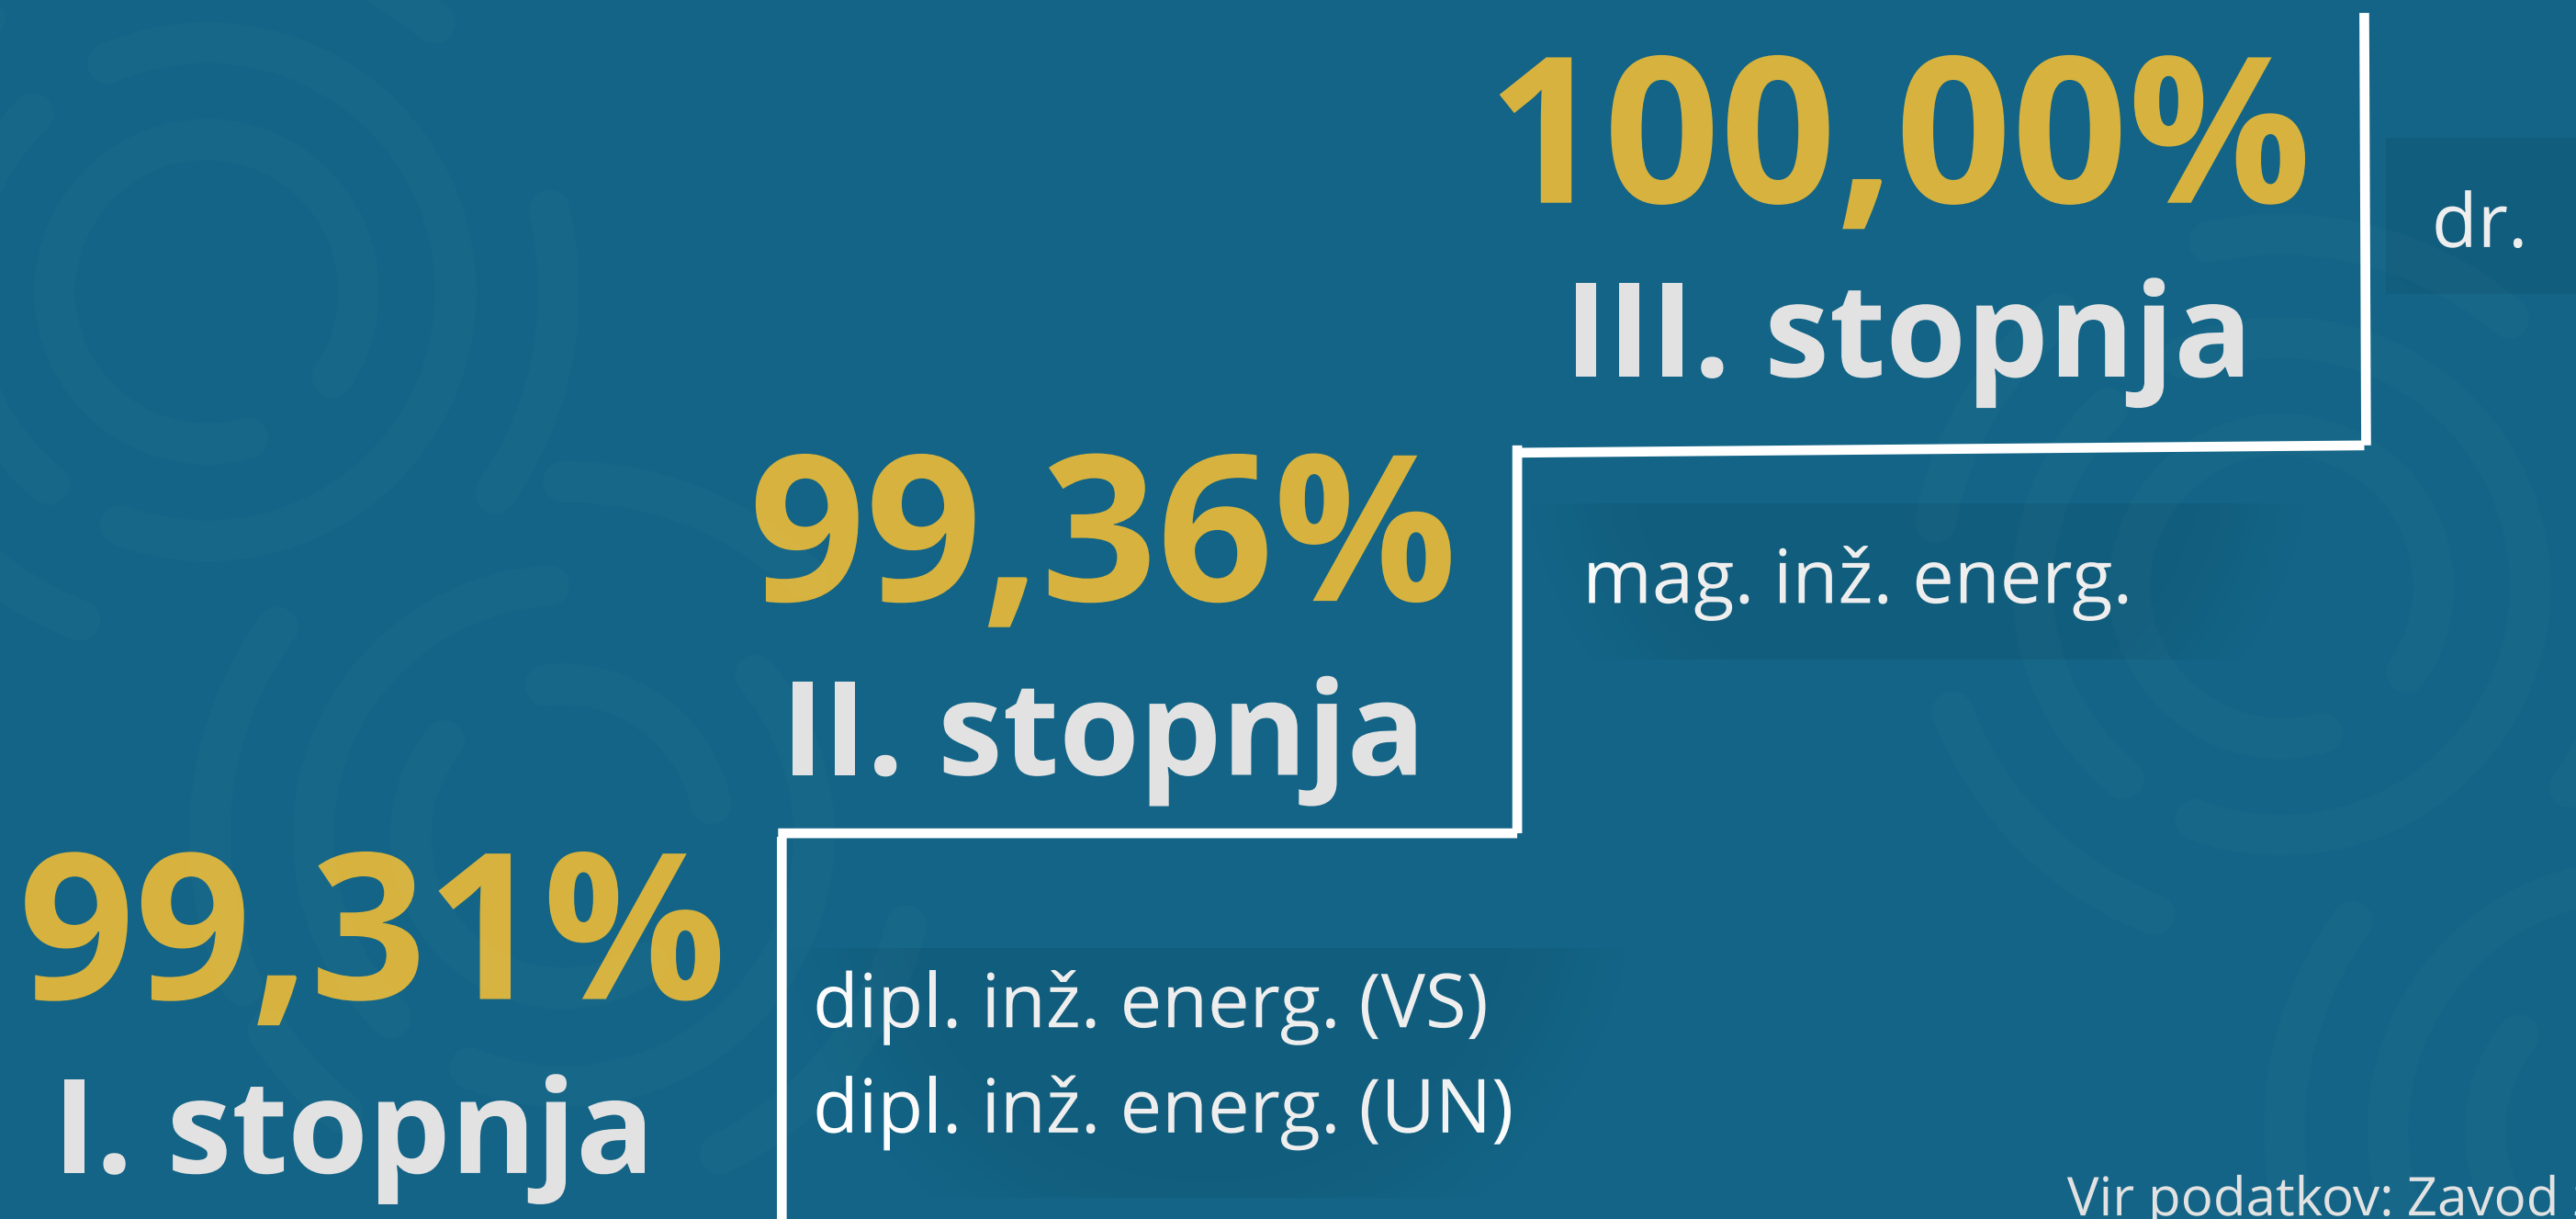 100,00%
III. stopnja
dr.
99,36%
II. stopnja
mag. inž. energ.
99,31%
I. stopnja
dipl. inž. energ. (VS)
dipl. inž. energ. (UN)
Vir podatkov: Zavod